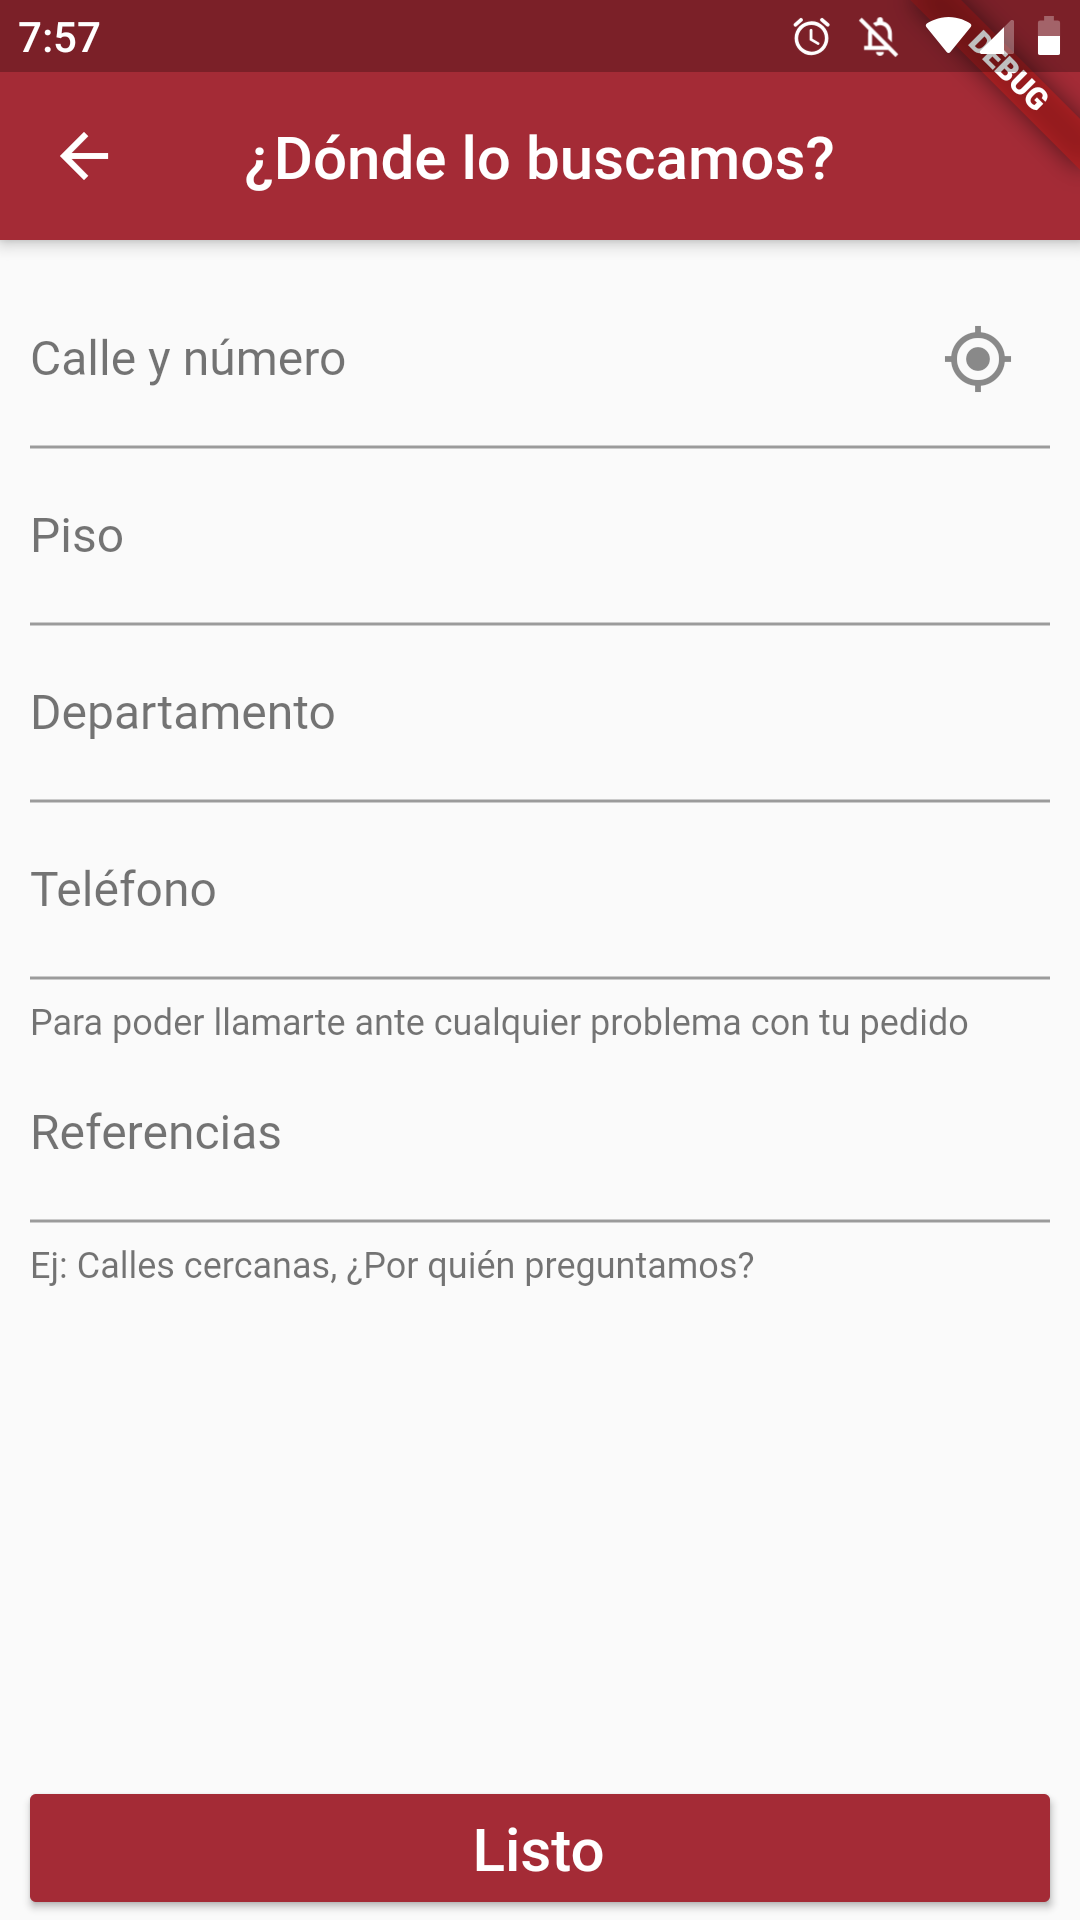 7:57
DEBUG
¿Dónde lo buscamos?
Calle y número
Piso
Departamento
Teléfono
Para poder llamarte ante cualquier problema con tu pedido
Referencias
Ej: Calles cercanas, ¿Por quién preguntamos?
Listo